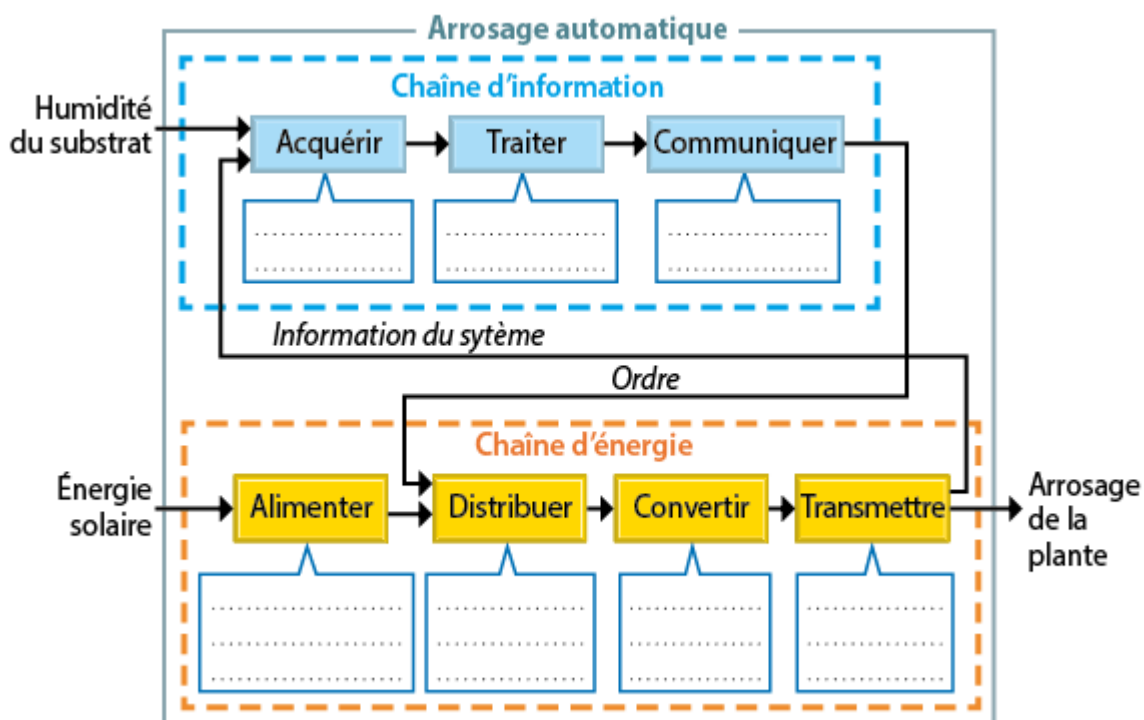 Arrosage automatique
Chaîne d'information
Humidité
du substrat
Acquérir
Traiter
Communiquer
Information du sytème
Ordre
Chaîne d'énergie
Énergie
solaire
Alimenter
Distribuer
Convertir
Transmettre
Arrosage
de la
plante